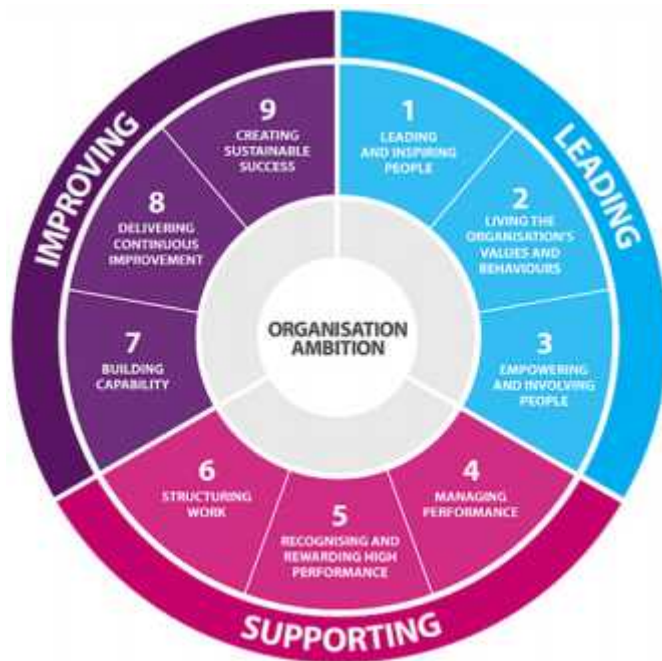 LEADING
1
LEADING
AND INSPIRING
PEOPLE
2
LIVING THE
ORGANISATION'S
VALUES AND
BEHAVIOURS
3
EMPOWERING
AND INVOLVING
PEOPLE
SUPPORTING
4
MANAGING
PERFORMANCE
5
RECOGNISING AND
REWARDING HIGH
PERFORMANCE
6
STRUCTURING
WORK
IMPROVING
7
BUILDING
CAPABILITY
8
DELIVERING
CONTINUOUS
IMPROVEMENT
9
CREATING
SUSTAINABLE
SUCCESS
ORGANISATION
AMBITION